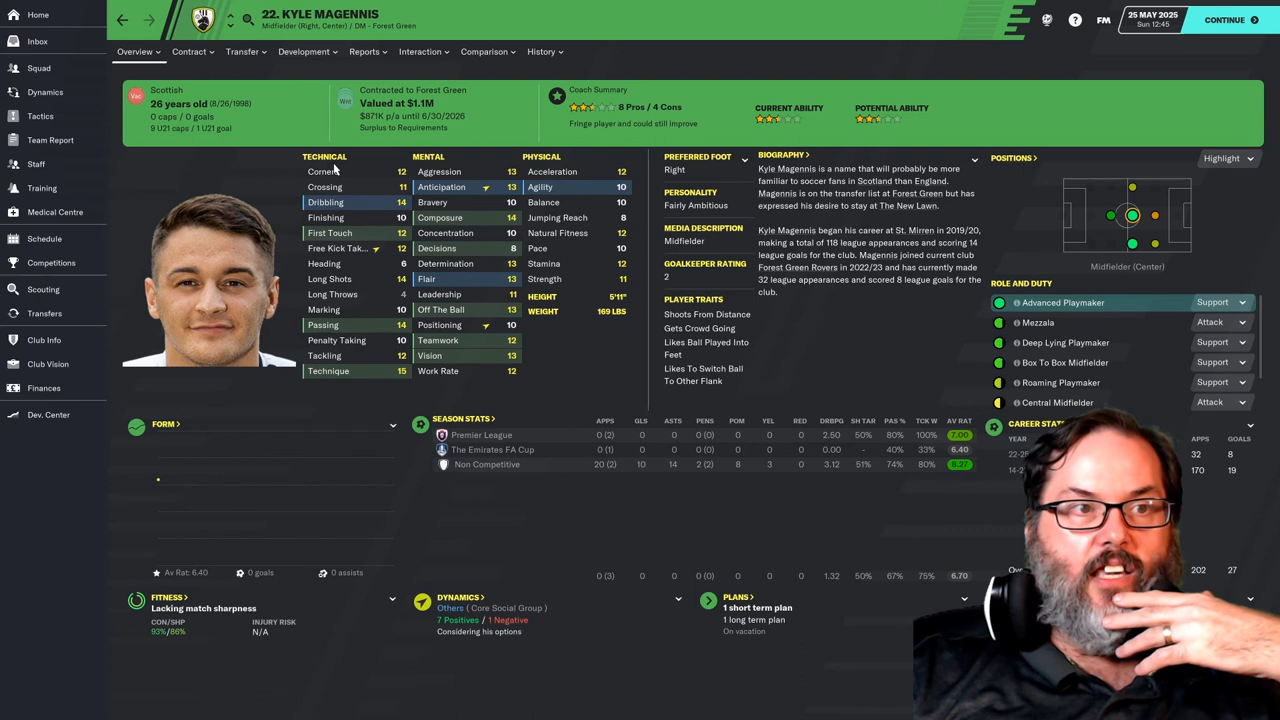 Home
Inbox
Squad
Dynamics
Tactics
Team Report
Staff
Training
Medical Centre
Schedule
Competitions
Scouting
Transfers
Club Info
Club Vision
Finances
Dev. Center
22. KYLE MAGENNIS
Midfielder (Right, Center) / DM - Forest Green
FM
25 MAY 2025
Sun 12:45
CONTINUE
Overview
Contract
Transfer
Development
Reports
Interaction
Comparison
History
Vac
Scottish
26 years old (8/26/1998)
0 caps / 0 goals
9 U21 caps / 1 U21 goal
Wnt
Contracted to Forest Green
Valued at $1.1M
$871K p/a until 6/30/2026
Surplus to Requirements
Coach Summary
8 Pros / 4 Cons
Fringe player and could still improve
CURRENT ABILITY
POTENTIAL ABILITY
TECHNICAL
Corners 12
Crossing 11
Dribbling 14
Finishing 10
First Touch 12
Free Kick Tak... 12
Heading 6
Long Shots 14
Long Throws 4
Marking 10
Passing 14
Penalty Taking 10
Tackling 12
Technique 15
MENTAL
Aggression 13
Anticipation 13
Bravery 10
Composure 14
Concentration 10
Decisions 8
Determination 13
Flair 13
Leadership 11
Off The Ball 13
Positioning 10
Teamwork 12
Vision 13
Work Rate 12
PHYSICAL
Acceleration 12
Agility 10
Balance 10
Jumping Reach 8
Natural Fitness 12
Pace 10
Stamina 12
Strength 11
HEIGHT 5'11"
WEIGHT 169 LBS
PREFERRED FOOT
Right
PERSONALITY
Fairly Ambitious
MEDIA DESCRIPTION
Midfielder
GOALKEEPER RATING
2
PLAYER TRAITS
Shoots From Distance
Gets Crowd Going
Likes Ball Played Into
Feet
Likes To Switch Ball
To Other Flank
BIOGRAPHY >
Kyle Magennis is a name that will probably be more
familiar to soccer fans in Scotland than England.
Magennis is on the transfer list at Forest Green but has
expressed his desire to stay at The New Lawn.
Kyle Magennis began his career at St. Mirren in 2019/20,
making a total of 118 league appearances and scoring 14
league goals for the club. Magennis joined current club
Forest Green Rovers in 2022/23 and has currently made
32 league appearances and scored 8 league goals for the
club.
POSITIONS >
Highlight
Midfielder (Center)
ROLE AND DUTY
Advanced Playmaker Support
Mezzala Attack
Deep Lying Playmaker Support
Box To Box Midfielder Support
Roaming Playmaker Support
Central Midfielder Attack
FORM >
Av Rat: 6.40 0 goals 0 assists
SEASON STATS > APPS GLS ASTS PENS POM YEL RED DRBPG SH TAR PAS % TCK W AV RAT
Premier League 0 (2) 0 0 0 (0) 0 0 0 2.50 50% 80% 100% 7.00
The Emirates FA Cup 0 (1) 0 0 0 (0) 0 0 0 0.00 - 40% 33% 6.40
Non Competitive 20 (2) 10 14 2 (2) 8 3 0 3.12 51% 74% 80% 8.27
0 (3) 0 0 0 (0) 0 0 0 1.32 50% 67% 75% 6.70
CAREER STATS
YEAR APPS GOALS
22-25 32 8
14-2 170 19
202 27
FITNESS >
Lacking match sharpness
CON/SHP
93%/86%
INJURY RISK
N/A
DYNAMICS >
Others ( Core Social Group )
7 Positives / 1 Negative
Considering his options
PLANS >
1 short term plan
1 long term plan
On vacation